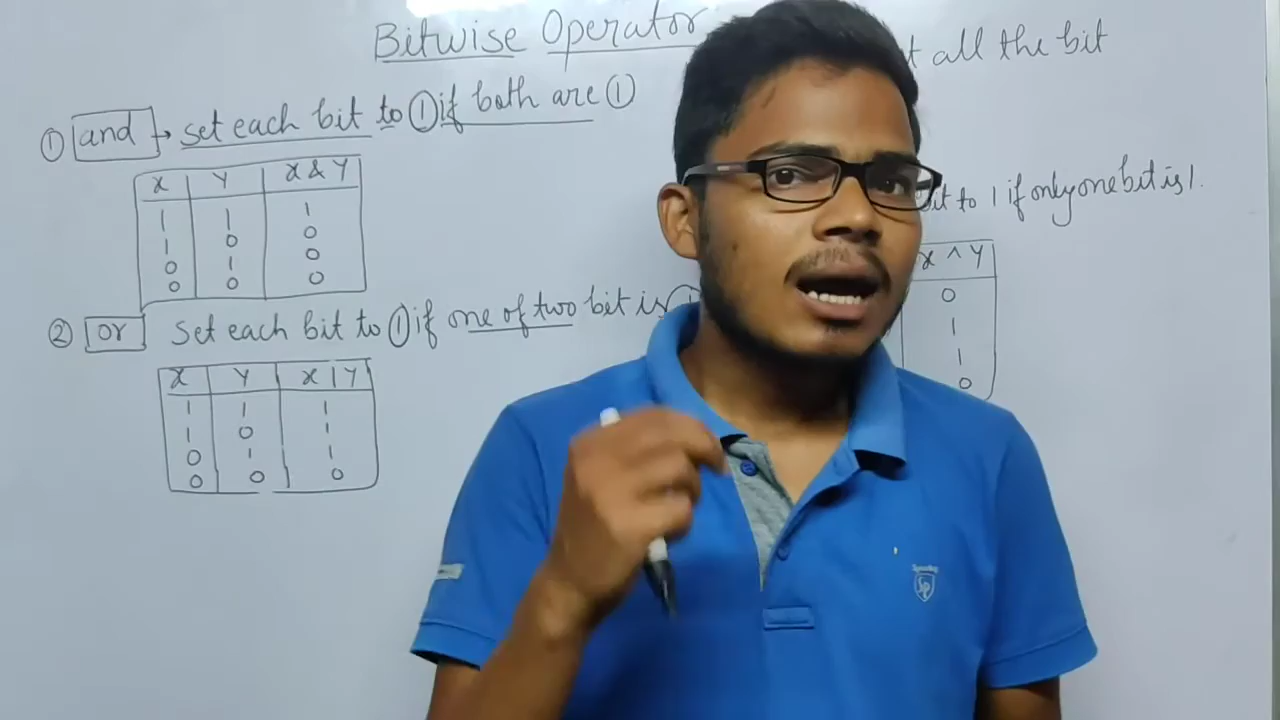 Bitwise Operator
① and → set each bit to ① if both are ①
X Y X & Y
1 1 1
1 0 0
0 1 0
0 0 0
② or Set each bit to ① if one of two bit is
X Y X | Y
1 1 1
1 0 1
0 1 1
0 0 0
all the bit
to 1 if only one bit is 1.
X ^ Y
0
1
1
0
SP